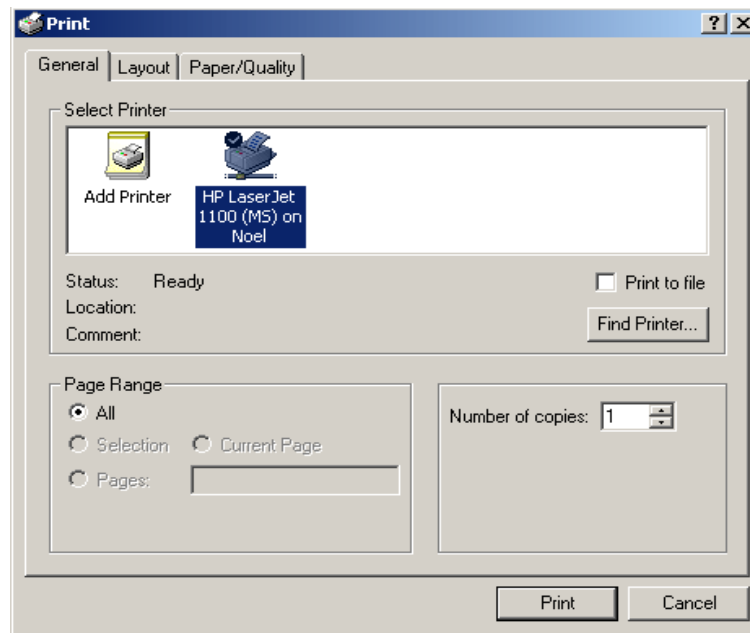 Print
General Layout Paper/Quality
Select Printer
Add Printer
HP LaserJet
1100 (MS) on
Noel
Status: Ready
Print to file
Location:
Find Printer...
Comment:
Page Range
All
Number of copies: 1
Selection Current Page
Pages:
Print Cancel